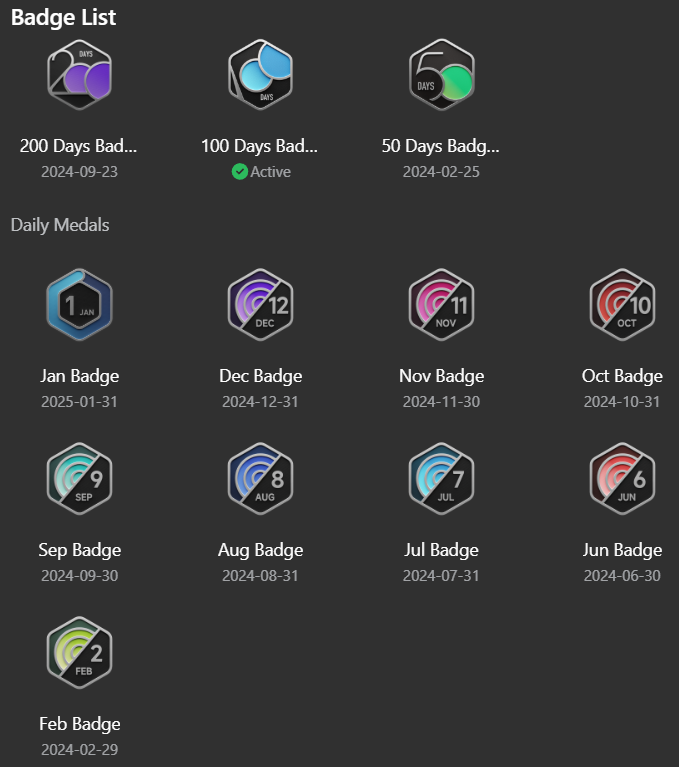 Badge List
200 DAYS
100 DAYS
50 DAYS
200 Days Bad... 100 Days Bad... 50 Days Badg...
2024-09-23 Active 2024-02-25
Daily Medals
1 JAN 12 DEC 11 NOV 10 OCT
Jan Badge Dec Badge Nov Badge Oct Badge
2025-01-31 2024-12-31 2024-11-30 2024-10-31
9 SEP 8 AUG 7 JUL 6 JUN
Sep Badge Aug Badge Jul Badge Jun Badge
2024-09-30 2024-08-31 2024-07-31 2024-06-30
2 FEB
Feb Badge
2024-02-29